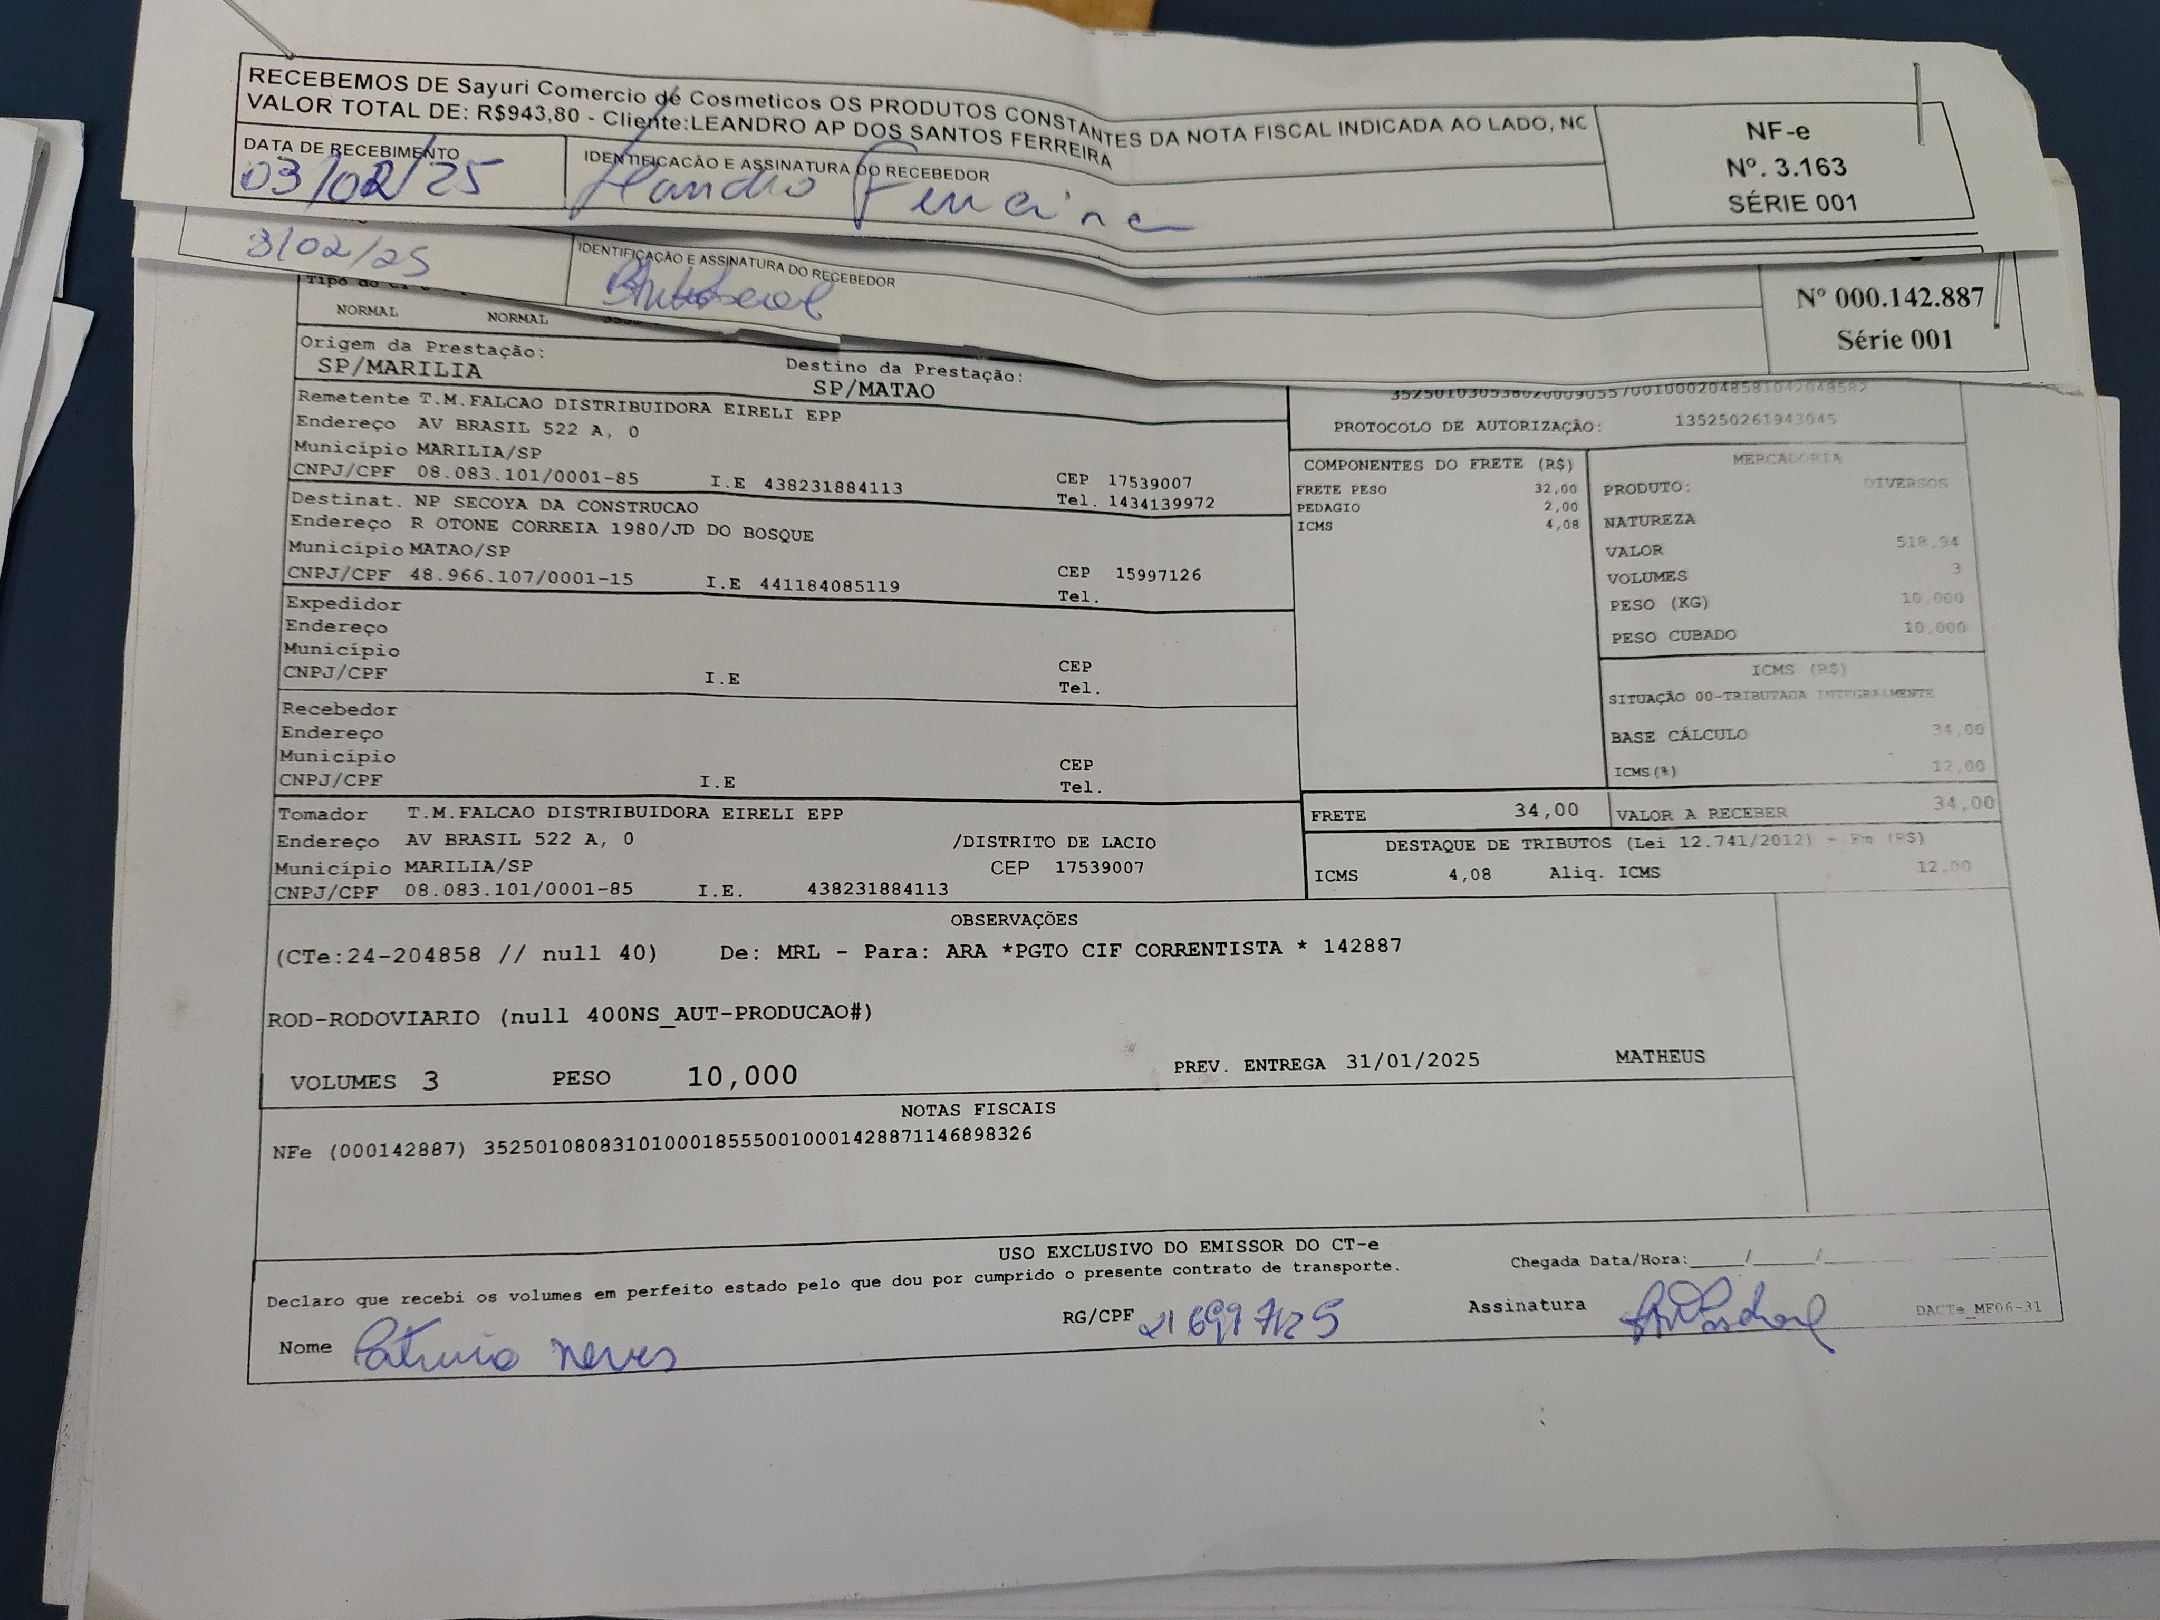 RECEBEMOS DE Sayuri Comercio de Cosmeticos OS PRODUTOS CONSTANTES DA NOTA FISCAL INDICADA AO LADO, NO
VALOR TOTAL DE: R$943,80 - Cliente:LEANDRO AP DOS SANTOS FERREIRA
DATA DE RECEBIMENTO
03/02/25
IDENTIFICACÃO E ASSINATURA DO RECEBEDOR
Leandro Ferreira
NF-e
Nº. 3.163
SÉRIE 001
3/02/25
IDENTIFICAÇÃO E ASSINATURA DO RECEBEDOR
Nº 000.142.887
Série 001
NORMAL NORMAL
Origem da Prestação:
SP/MARILIA
Destino da Prestação:
SP/MATAO
Remetente T.M.FALCAO DISTRIBUIDORA EIRELI EPP
Endereço AV BRASIL 522 A, 0
Município MARILIA/SP
CEP 17539007
CNPJ/CPF 08.083.101/0001-85 I.E 438231884113 Tel. 1434139972
Destinat. NP SECOYA DA CONSTRUCAO
Endereço R OTONE CORREIA 1980/JD DO BOSQUE
Município MATAO/SP
CEP 15997126
CNPJ/CPF 48.966.107/0001-15 I.E 441184085119 Tel.
Expedidor
Endereço
Município
CEP
CNPJ/CPF I.E Tel.
Recebedor
Endereço
Município
CEP
CNPJ/CPF I.E Tel.
Tomador T.M.FALCAO DISTRIBUIDORA EIRELI EPP
Endereço AV BRASIL 522 A, 0 /DISTRITO DE LACIO
Município MARILIA/SP CEP 17539007
CNPJ/CPF 08.083.101/0001-85 I.E. 438231884113
PROTOCOLO DE AUTORIZAÇÃO: 135250261943045
COMPONENTES DO FRETE (R$)
FRETE PESO 32,00
PEDAGIO 2,00
ICMS 4,08
MERCADORIA
PRODUTO: DIVERSOS
NATUREZA
VALOR 518,94
VOLUMES 3
PESO (KG) 10.000
PESO CUBADO 10,000
ICMS (R$)
SITUAÇÃO 00-TRIBUTADA INTEGRALMENTE
BASE CÁLCULO 34,00
ICMS(%) 12,00
FRETE 34,00
VALOR A RECEBER 34,00
DESTAQUE DE TRIBUTOS (Lei 12.741/2012) - Em (R$)
ICMS 4,08 Aliq. ICMS 12,00
OBSERVAÇÕES
(CTe:24-204858 // null 40) De: MRL - Para: ARA *PGTO CIF CORRENTISTA * 142887
ROD-RODOVIARIO (null 400NS_AUT-PRODUCAO#)
VOLUMES 3 PESO 10,000 PREV. ENTREGA 31/01/2025 MATHEUS
NOTAS FISCAIS
NFe (000142887) 35250108083101000185550010001428871146898326
USO EXCLUSIVO DO EMISSOR DO CT-e
Declaro que recebi os volumes em perfeito estado pelo que dou por cumprido o presente contrato de transporte.
Chegada Data/Hora:____/____/____
Nome
Patricia Neves
RG/CPF
Assinatura
DACTe_MF06-31